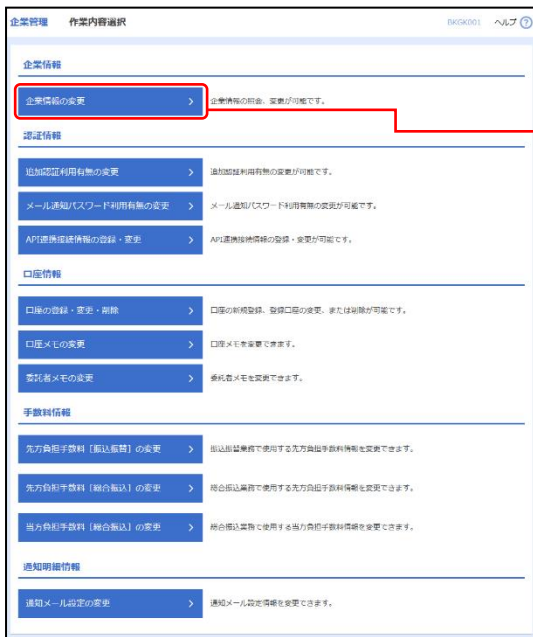 企業管理 作業内容選択 BKGK001 ヘルプ ?
企業情報
企業情報の変更 企業情報の照会、変更が可能です。
認証情報
追加認証利用有無の変更 追加認証利用有無の変更が可能です。
メール通知パスワード利用有無の変更 メール通知パスワード利用有無の変更が可能です。
API連携接続情報の登録・変更 API連携接続情報の登録・変更が可能です。
口座情報
口座の登録・変更・削除 口座の新規登録、登録口座の変更、または削除が可能です。
口座メモの変更 口座メモを変更できます。
委託者メモの変更 委託者メモを変更できます。
手数料情報
先方負担手数料［振込振替］の変更 振込振替業務で使用する先方負担手数料情報を変更できます。
先方負担手数料［総合振込］の変更 総合振込業務で使用する先方負担手数料情報を変更できます。
当方負担手数料［総合振込］の変更 総合振込業務で使用する当方負担手数料情報を変更できます。
通知明細情報
通知メール設定の変更 通知メール設定情報を変更できます。